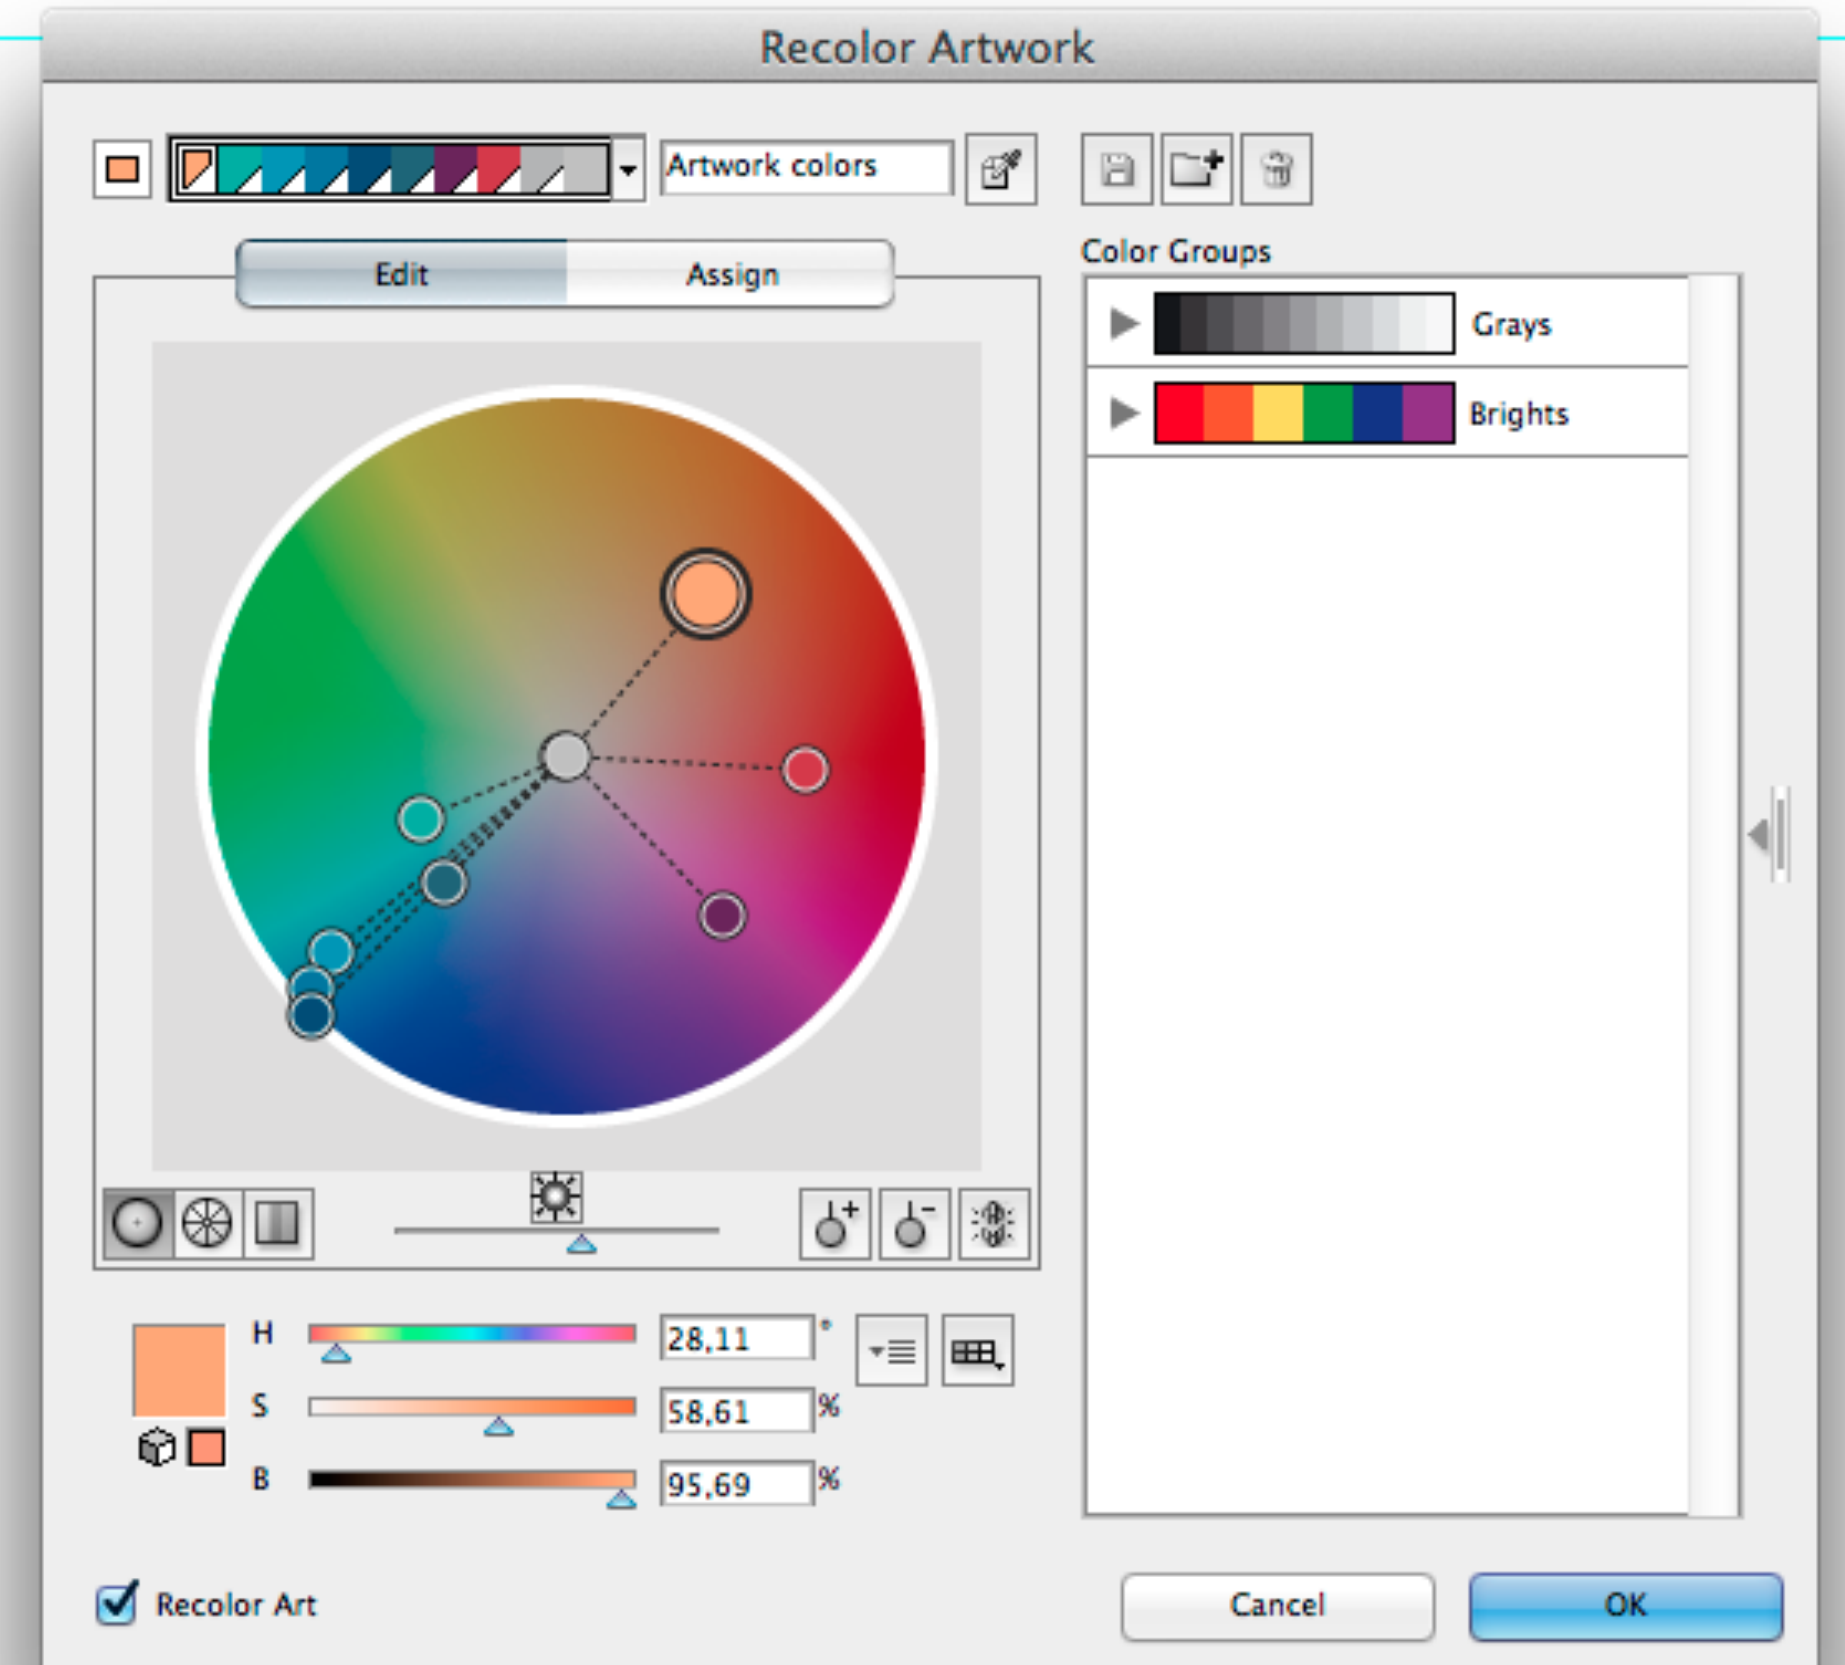 Recolor Artwork
Artwork colors
Edit
Assign
Color Groups
Grays
Brights
H
28,11
°
S
58,61
%
B
95,69
%
Recolor Art
Cancel
OK